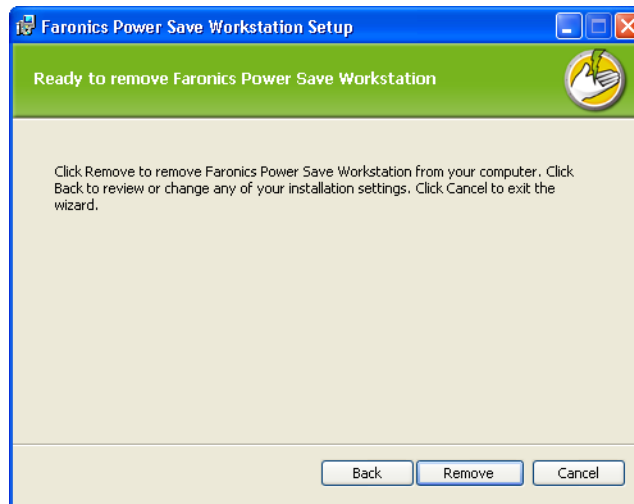 Faronics Power Save Workstation Setup
Ready to remove Faronics Power Save Workstation
Click Remove to remove Faronics Power Save Workstation from your computer. Click
Back to review or change any of your installation settings. Click Cancel to exit the
wizard.
Back Remove Cancel